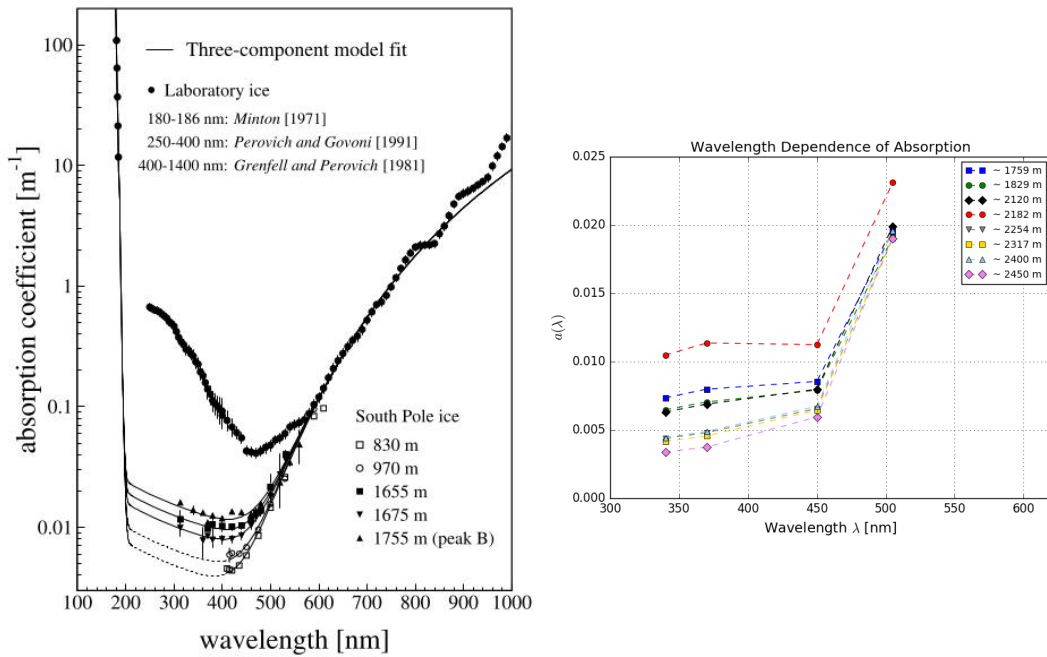 100
10
1
0.1
0.01
absorption coefficient [m-1]
Three-component model fit
Laboratory ice
180-186 nm: Minton [1971]
250-400 nm: Perovich and Govoni [1991]
400-1400 nm: Grenfell and Perovich [1981]
South Pole ice
830 m
970 m
1655 m
1675 m
1755 m (peak B)
100 200 300 400 500 600 700 800 900 1000
wavelength [nm]
Wavelength Dependence of Absorption
0.025
0.020
0.015
0.010
0.005
0.000
a(λ)
~ 1759 m
~ 1829 m
~ 2120 m
~ 2182 m
~ 2254 m
~ 2317 m
~ 2400 m
~ 2450 m
300 350 400 450 500 550 600
Wavelength λ [nm]